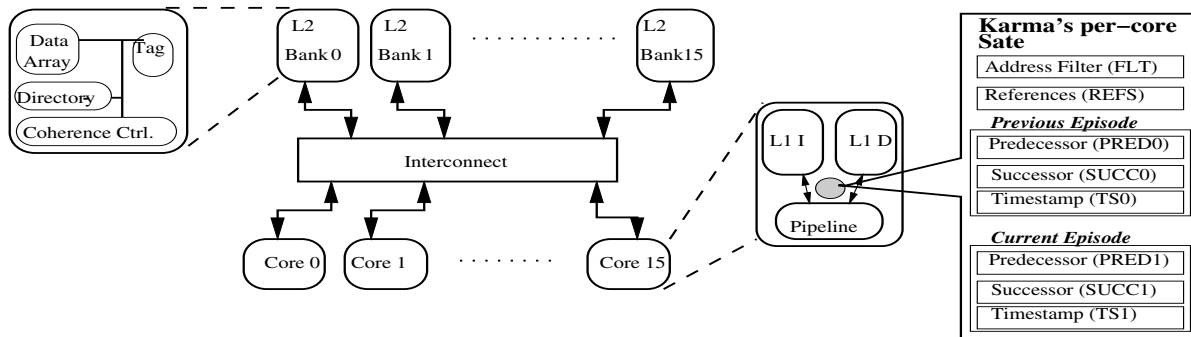 Data
Array
Tag
Directory
Coherence Ctrl.
L2
Bank 0
L2
Bank 1
L2
Bank15
Interconnect
Core 0
Core 1
Core 15
L1 I
L1 D
Pipeline
Karma's per-core
Sate
Address Filter (FLT)
References (REFS)
Previous Episode
Predecessor (PRED0)
Successor (SUCC0)
Timestamp (TS0)
Current Episode
Predecessor (PRED1)
Successor (SUCC1)
Timestamp (TS1)